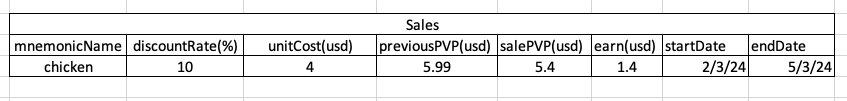 Sales
mnemonicName discountRate(%) unitCost(usd) previousPVP(usd) salePVP(usd) earn(usd) startDate endDate
chicken 10 4 5.99 5.4 1.4 2/3/24 5/3/24